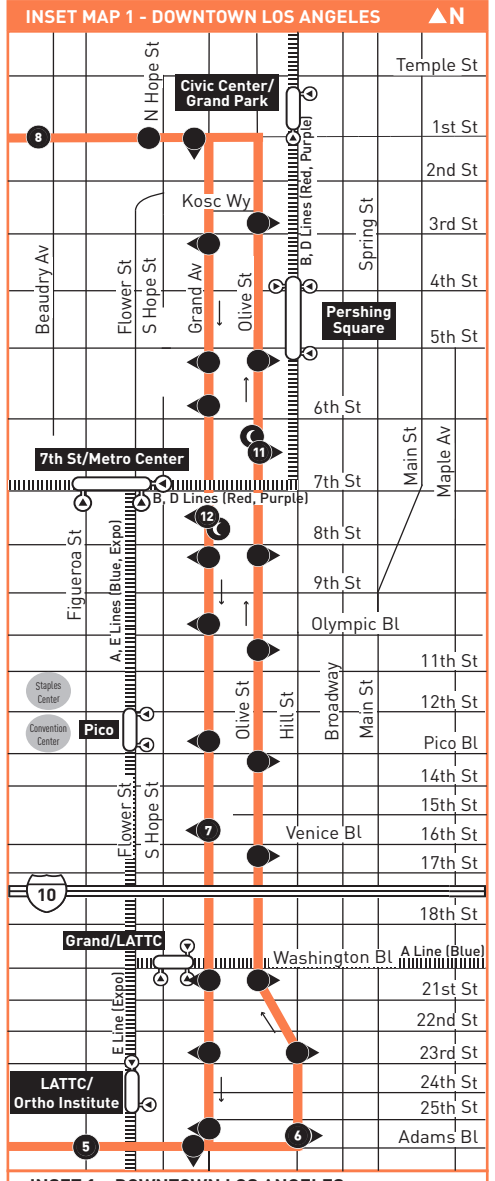 INSET MAP 1 - DOWNTOWN LOS ANGELES
N
Temple St
N Hope St
Civic Center/
Grand Park
8
1st St
2nd St
Kosc Wy
B, D Lines (Red, Purple)
3rd St
Spring St
Beaudry Av
Flower St
S Hope St
Grand Av
Olive St
4th St
Pershing
Square
5th St
6th St
11
Main St
Maple Av
7th St/Metro Center
7th St
B, D Lines (Red, Purple)
12
8th St
Figueroa St
A, E Lines (Blue, Expo)
9th St
Olympic Bl
11th St
Staples
Center
12th St
Olive St
Hill St
Broadway
Main St
Convention
Center
Pico
Pico Bl
14th St
Flower St
S Hope St
15th St
7
Venice Bl
16th St
17th St
10
18th St
Grand/LATTC
Washington Bl
A Line (Blue)
21st St
E Line (Expo)
22nd St
23rd St
LATTC/
Ortho Institute
24th St
25th St
5
6
Adams Bl
INSET 1 - DOWNTOWN LOS ANGELES